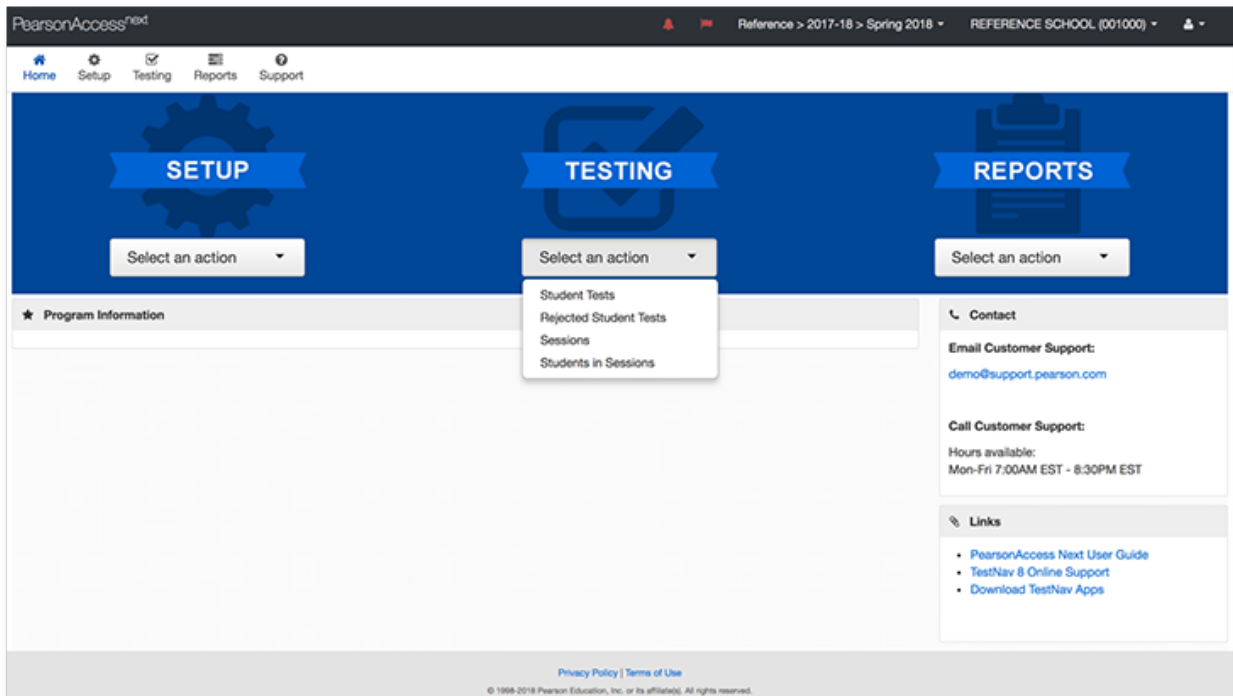 PearsonAccessnext
Reference > 2017-18 > Spring 2018
REFERENCE SCHOOL (001000)
Home
Setup
Testing
Reports
Support
SETUP
TESTING
REPORTS
Select an action
Select an action
Select an action
Student Tests
Rejected Student Tests
Sessions
Students in Sessions
Program Information
Contact
Email Customer Support:
demo@support.pearson.com
Call Customer Support:
Hours available:
Mon-Fri 7:00AM EST - 8:30PM EST
Links
• PearsonAccess Next User Guide
• TestNav 8 Online Support
• Download TestNav Apps
Privacy Policy | Terms of Use
© 1998-2018 Pearson Education, Inc. or its affiliate(s). All rights reserved.